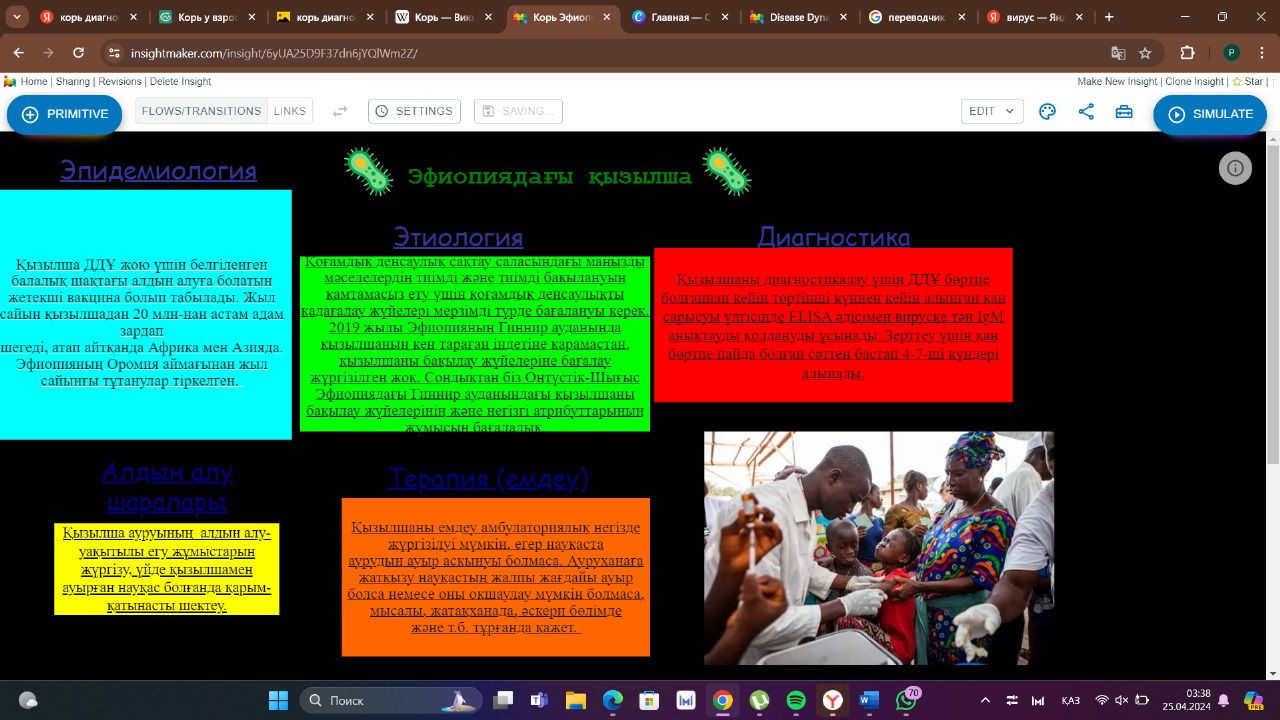 корь диагно
Корь у взро
корь диагно
Корь — Вики
Корь Эфиоп
Главная — C
Disease Dyna
переводчик
вирус — Янд
insightmaker.com/insight/6yUA25D9F37dn6jYQlWm2Z/
Home | Sharing | Revisions | Delete Insight
Make New Insight | Clone Insight | Star |
PRIMITIVE
FLOWS/TRANSITIONS
LINKS
SETTINGS
SAVING...
EDIT
SIMULATE
Эфиопиядағы қызылша
Эпидемиология
Қызылша ДДҰ жою үшін белгіленген
балалық шақтағы алдын алуға болатын
жетекші вакцина болып табылады. Жыл
сайын қызылшадан 20 млн-нан астам адам
зардап
шегеді, атап айтқанда Африка мен Азияда.
Эфиопияның Оромия аймағынан жыл
сайынғы тұтанулар тіркелген.
Этиология
Қоғамдық денсаулық сақтау саласындағы маңызды
мәселелердің тиімді және тиімді бақылануын
қамтамасыз ету үшін қоғамдық денсаулықты
қадағалау жүйелері мерзімді түрде бағалануы керек.
2019 жылы Эфиопияның Гиннир ауданында
қызылшаның кең тараған індетіне қарамастан,
қызылшаны бақылау жүйелеріне бағалау
жүргізілген жоқ. Сондықтан біз Оңтүстік-Шығыс
Эфиопиядағы Гиннир ауданындағы қызылшаны
бақылау жүйелерінің және негізгі атрибуттарының
жұмысын бағаладық.
Диагностика
Қызылшаны диагностикалау үшін ДДҰ бөртпе
болғаннан кейін төртінші күннен кейін алынған қан
сарысуы үлгісінде ELISA әдісімен вирусқа тән IgM
анықтауды қолдануды ұсынады. Зерттеу үшін қан
бөртпе пайда болған сәттен бастап 4-7-ші күндері
алынады.
Алдын алу
шаралары
Қызылша ауруының алдын алу-
уақытылы егу жұмыстарын
жүргізу, үйде қызылшамен
ауырған науқас болғанда қарым-
қатынасты шектеу.
Терапия (емдеу)
Қызылшаны емдеу амбулаториялық негізде
жүргізілуі мүмкін, егер науқаста
аурудың ауыр асқынуы болмаса. Ауруханаға
жатқызу науқастың жалпы жағдайы ауыр
болса немесе оны оқшаулау мүмкін болмаса,
мысалы, жатақханада, әскери бөлімде
және т.б. тұрғанда қажет.
Поиск
70
ҚАЗ
03:38
25.04.2024